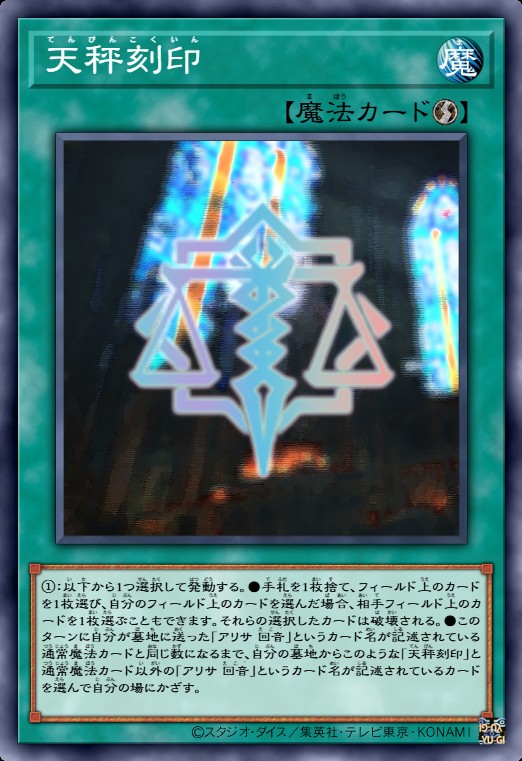 天秤刻印
魔
【魔法カード】
①:以下から1つ選択して発動する。●手札を1枚捨て、フィールド上のカード
を1枚選び、自分のフィールド上のカードを選んだ場合、相手フィールド上のカ
ードを1枚選ぶこともできます。それらの選択したカードは破壊される。●この
ターンに自分が墓地に送った「アリサ 回音」というカード名が記述されている
通常魔法カードと同じ数になるまで、自分の墓地からこのような「天秤刻印」と
通常魔法カード以外の「アリサ 回音」というカード名が記述されているカード
を選んで自分の場にかざす。
©スタジオ・ダイス/集英社・テレビ東京・KONAMI